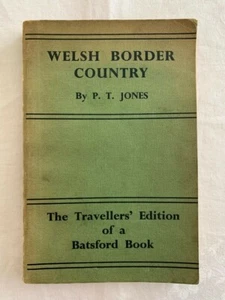 WELSH BORDER
COUNTRY
By P. T. JONES
The Travellers' Edition
of a
Batsford Book